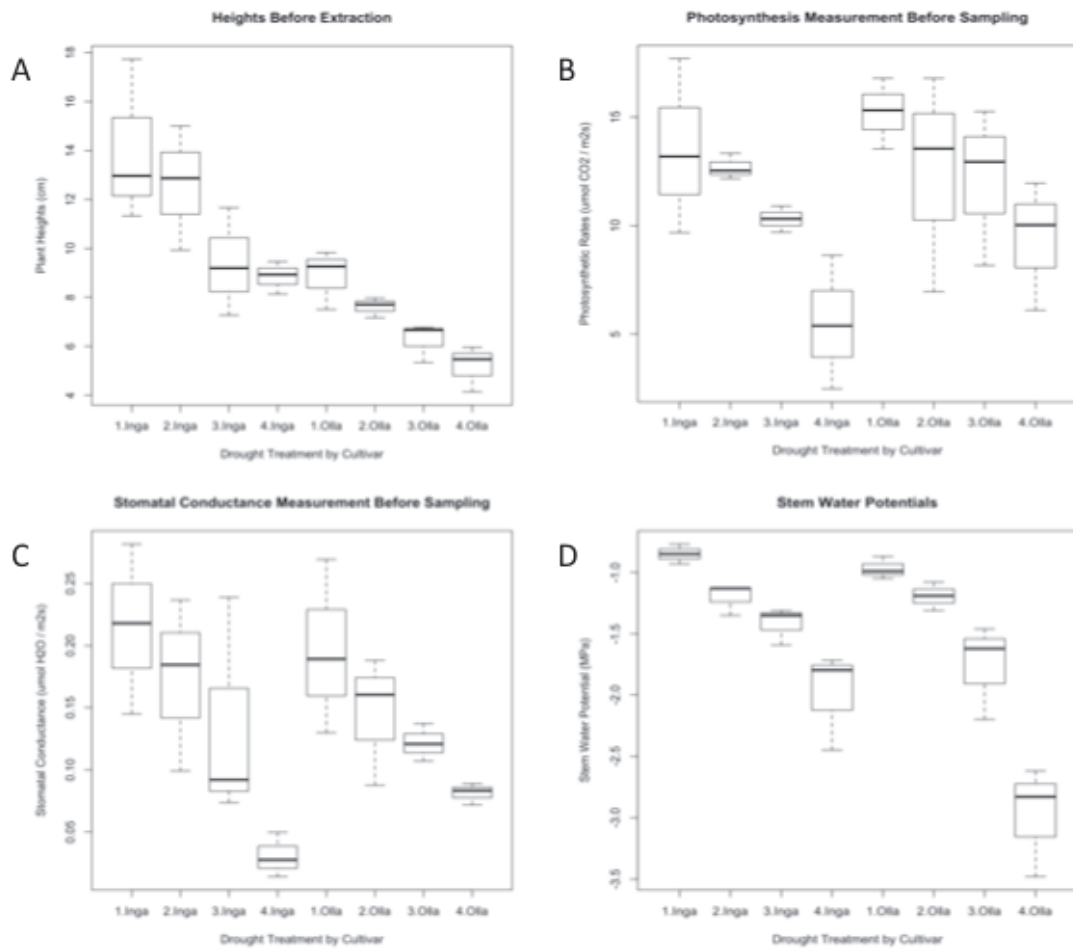 A
Heights Before Extraction
Plant Heights (cm)
18
16
14
12
10
8
6
4
1.Inga 2.Inga 3.Inga 4.Inga 1.Olla 2.Olla 3.Olla 4.Olla
Drought Treatment by Cultivar
B
Photosynthesis Measurement Before Sampling
Photosynthetic Rates (umol CO2 / m2s)
15
10
5
1.Inga 2.Inga 3.Inga 4.Inga 1.Olla 2.Olla 3.Olla 4.Olla
Drought Treatment by Cultivar
C
Stomatal Conductance Measurement Before Sampling
Stomatal Conductance (umol H2O / m2s)
0.25
0.20
0.15
0.10
0.05
1.Inga 2.Inga 3.Inga 4.Inga 1.Olla 2.Olla 3.Olla 4.Olla
Drought Treatment by Cultivar
D
Stem Water Potentials
Stem Water Potential (MPa)
-1.0
-1.5
-2.0
-2.5
-3.0
-3.5
1.Inga 2.Inga 3.Inga 4.Inga 1.Olla 2.Olla 3.Olla 4.Olla
Drought Treatment by Cultivar